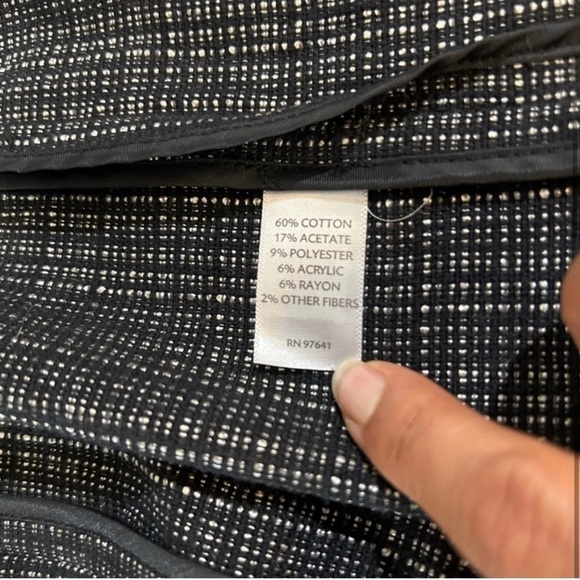 60% COTTON
17% ACETATE
9% POLYESTER
6% ACRYLIC
6% RAYON
2% OTHER FIBERS
RN 97641